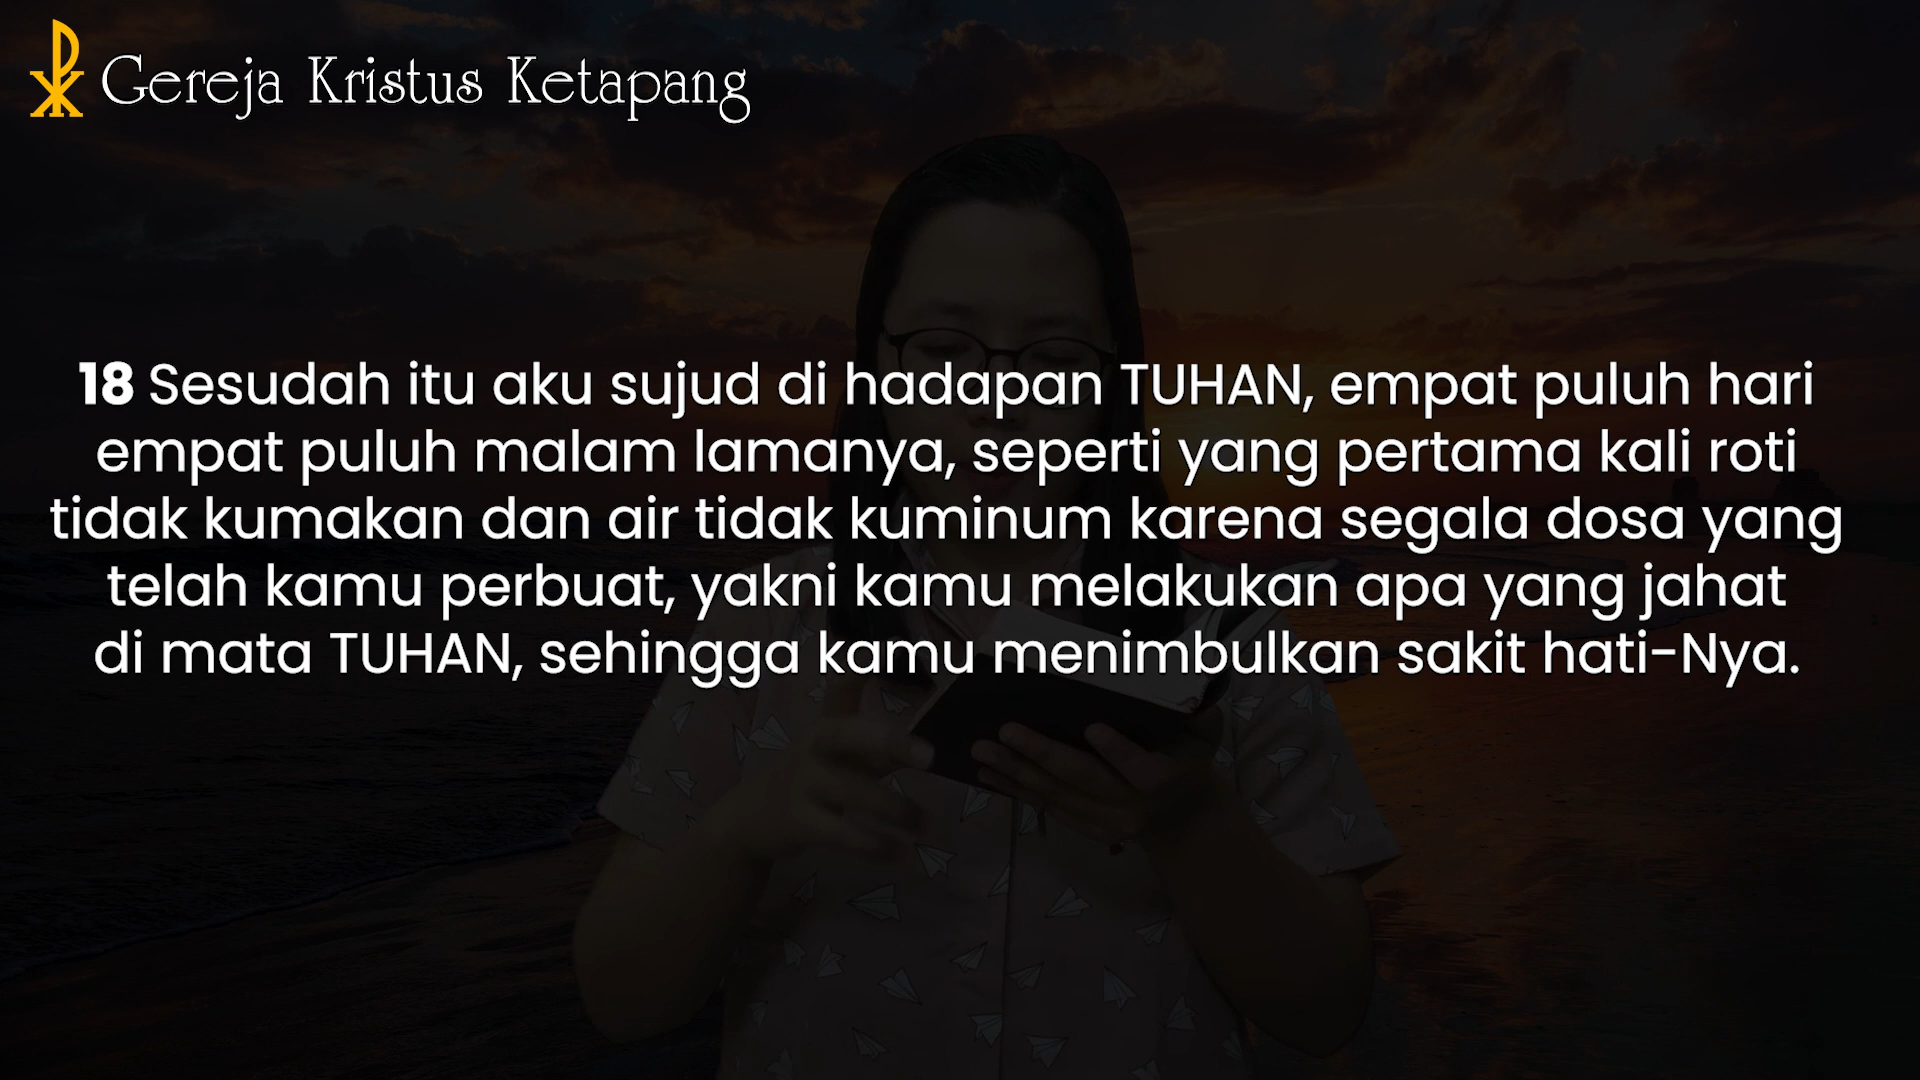 Gereja Kristus Ketapang
18 Sesudah itu aku sujud di hadapan TUHAN, empat puluh hari
empat puluh malam lamanya, seperti yang pertama kali roti
tidak kumakan dan air tidak kuminum karena segala dosa yang
telah kamu perbuat, yakni kamu melakukan apa yang jahat
di mata TUHAN, sehingga kamu menimbulkan sakit hati-Nya.